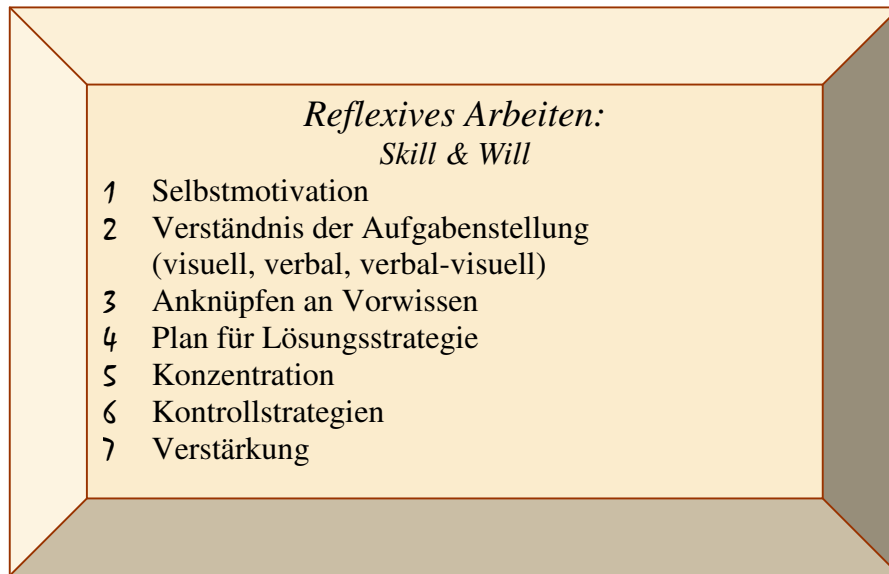 Reflexives Arbeiten:
Skill & Will
1 Selbstmotivation
2 Verständnis der Aufgabenstellung
(visuell, verbal, verbal-visuell)
3 Anknüpfen an Vorwissen
4 Plan für Lösungsstrategie
5 Konzentration
6 Kontrollstrategien
7 Verstärkung